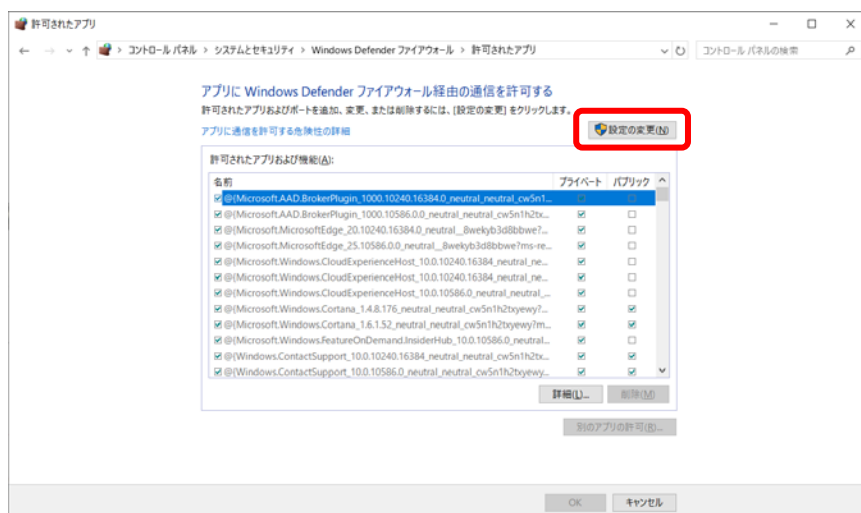 許可されたアプリ
コントロール パネル > システムとセキュリティ > Windows Defender ファイアウォール > 許可されたアプリ
コントロール パネルの検索
アプリに Windows Defender ファイアウォール経由の通信を許可する
許可されたアプリおよびポートを追加、変更、または削除するには、[設定の変更] をクリックします。
アプリに通信を許可する危険性の詳細
設定の変更(N)
許可されたアプリおよび機能(A):
名前 プライベート パブリック
@{Microsoft.AAD.BrokerPlugin_1000.10240.16384.0_neutral_neutral_cw5n1...
@{Microsoft.AAD.BrokerPlugin_1000.10586.0.0_neutral_neutral_cw5n1h2tx...
@{Microsoft.MicrosoftEdge_20.10240.16384.0_neutral__8wekyb3d8bbwe?...
@{Microsoft.MicrosoftEdge_25.10586.0.0_neutral__8wekyb3d8bbwe?ms-re...
@{Microsoft.Windows.CloudExperienceHost_10.0.10240.16384_neutral_ne...
@{Microsoft.Windows.CloudExperienceHost_10.0.10240.16384_neutral_ne...
@{Microsoft.Windows.CloudExperienceHost_10.0.10586.0_neutral_neutral_...
@{Microsoft.Windows.Cortana_1.4.8.176_neutral_neutral_cw5n1h2txyewy?...
@{Microsoft.Windows.Cortana_1.6.1.52_neutral_neutral_cw5n1h2txyewy?m...
@{Microsoft.Windows.FeatureOnDemand.InsiderHub_10.0.10586.0_neutral...
@{Windows.ContactSupport_10.0.10240.16384_neutral_neutral_cw5n1h2tx...
@{Windows.ContactSupport_10.0.10586.0_neutral_neutral_cw5n1h2txyewy...
詳細(L)... 削除(M)
別のアプリの許可(R)...
OK キャンセル